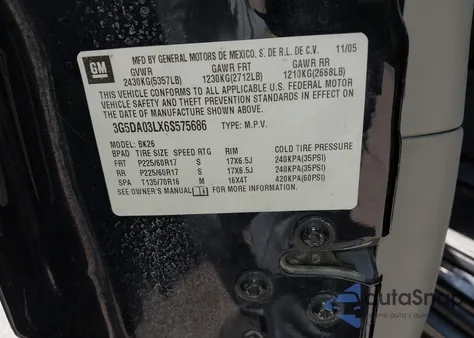 GM
MFD BY GENERAL MOTORS DE MEXICO, S. DE R.L. DE C.V. 11/05
GVWR GAWR FRT GAWR RR
2430KG(5357LB) 1230KG(2712LB) 1210KG(2668LB)
THIS VEHICLE CONFORMS TO ALL APPLICABLE U.S. FEDERAL MOTOR
VEHICLE SAFETY AND THEFT PREVENTION STANDARDS IN EFFECT ON
THE DATE OF MANUFACTURE SHOWN ABOVE.
3G5DA03LX6S575686 TYPE: M.P.V.
MODEL: BK26
BPAD TIRE SIZE SPEED RTG RIM COLD TIRE PRESSURE
FRT P225/60R17 S 17X6.5J 240KPA(35PSI)
RR P225/60R17 S 17X6.5J 240KPA(35PSI)
SPA T135/70R16 M 16X4T 420KPA(60PSI)
SEE OWNER'S MANUAL FOR ADDITIONAL INFORMATION
autaSnap